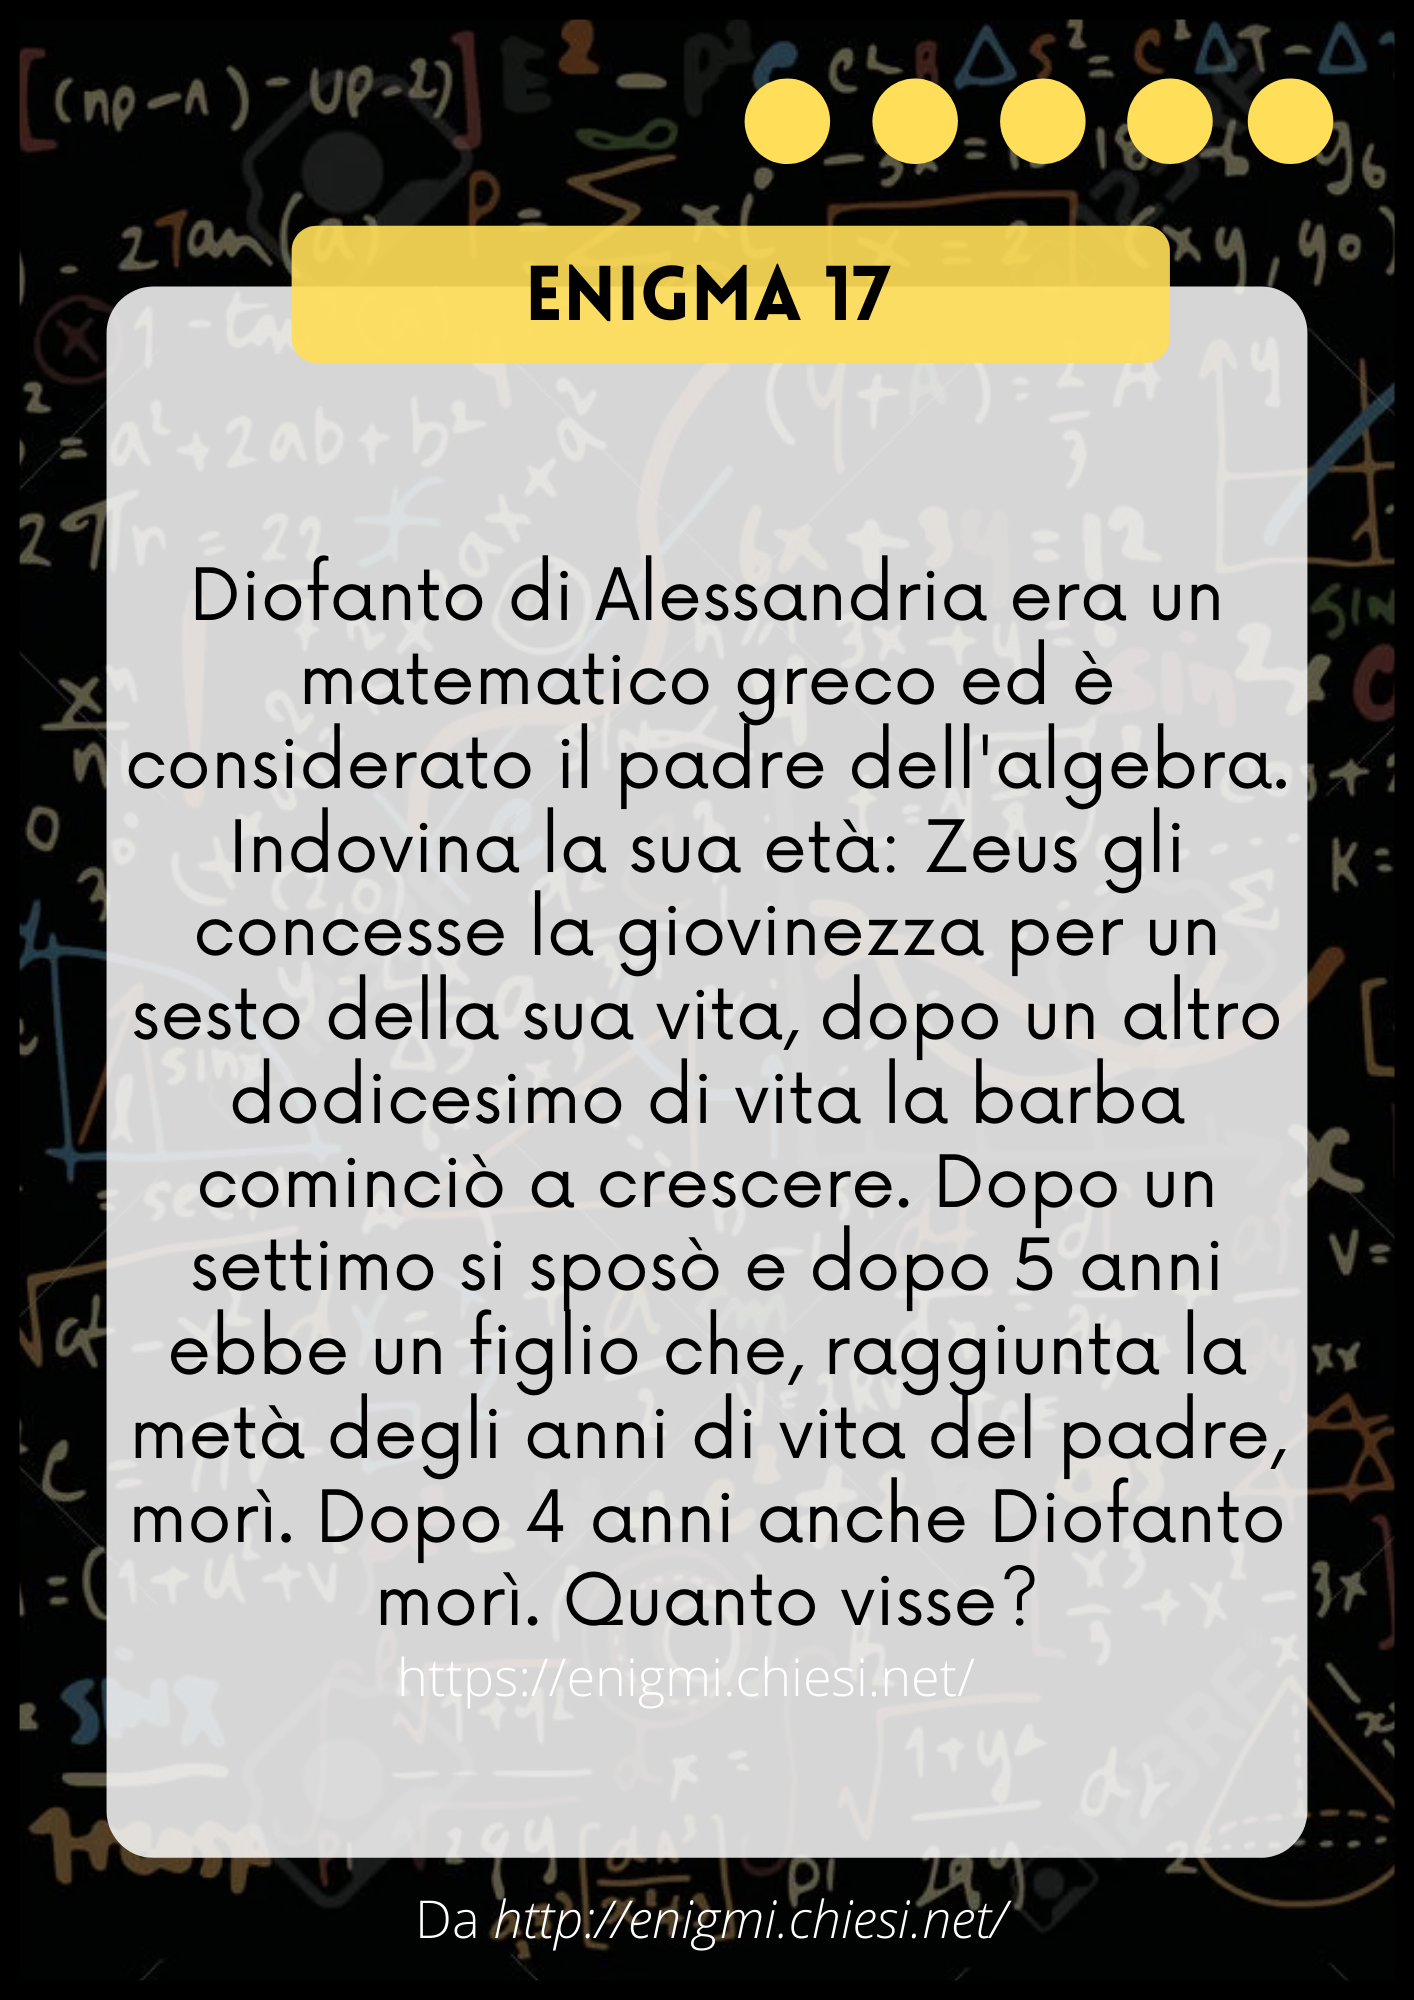 ENIGMA 17
Diofanto di Alessandria era un
matematico greco ed è
considerato il padre dell'algebra.
Indovina la sua età: Zeus gli
concesse la giovinezza per un
sesto della sua vita, dopo un altro
dodicesimo di vita la barba
cominciò a crescere. Dopo un
settimo si sposò e dopo 5 anni
ebbe un figlio che, raggiunta la
metà degli anni di vita del padre,
morì. Dopo 4 anni anche Diofanto
morì. Quanto visse?
https://enigmi.chiesi.net/
Da http://enigmi.chiesi.net/